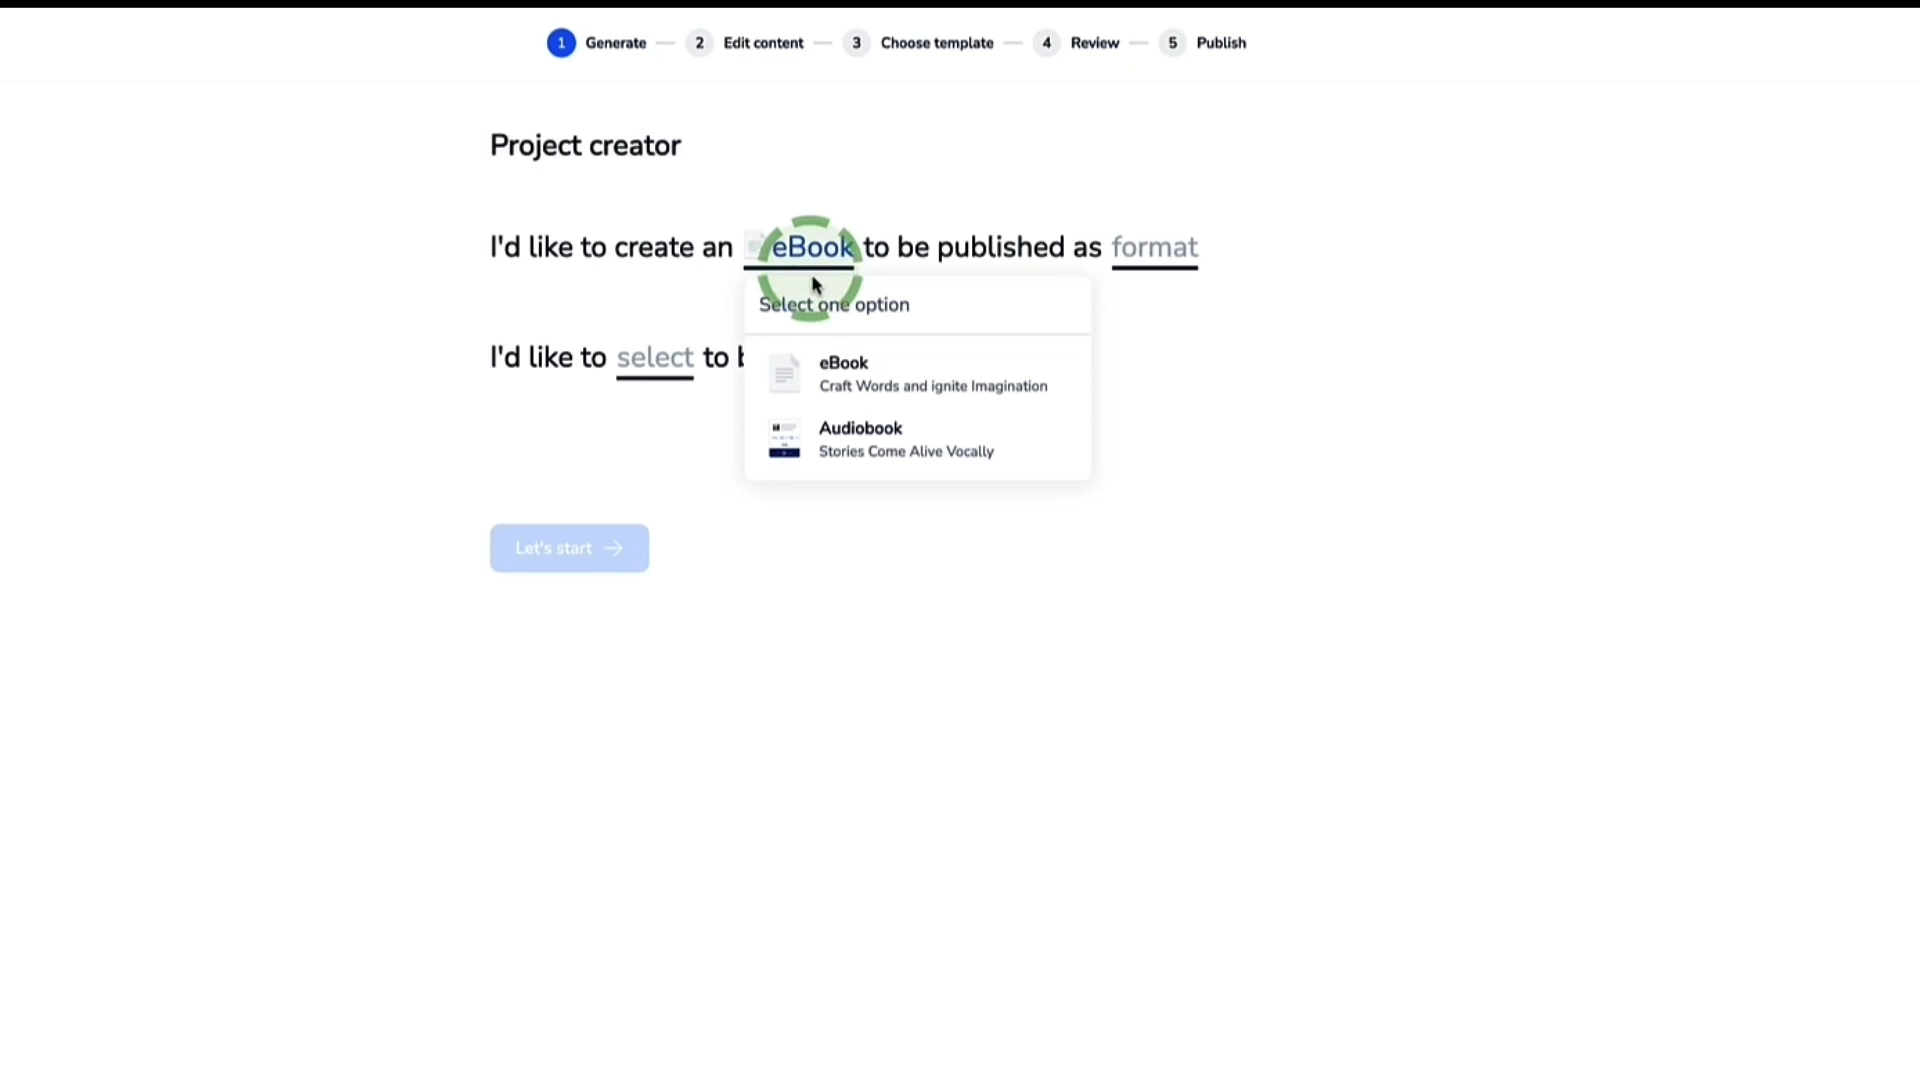 1 Generate 2 Edit content 3 Choose template 4 Review 5 Publish
Project creator
I'd like to create an eBook to be published as format
Select one option
I'd like to select to
eBook
Craft Words and ignite Imagination
Audiobook
Stories Come Alive Vocally
Let's start